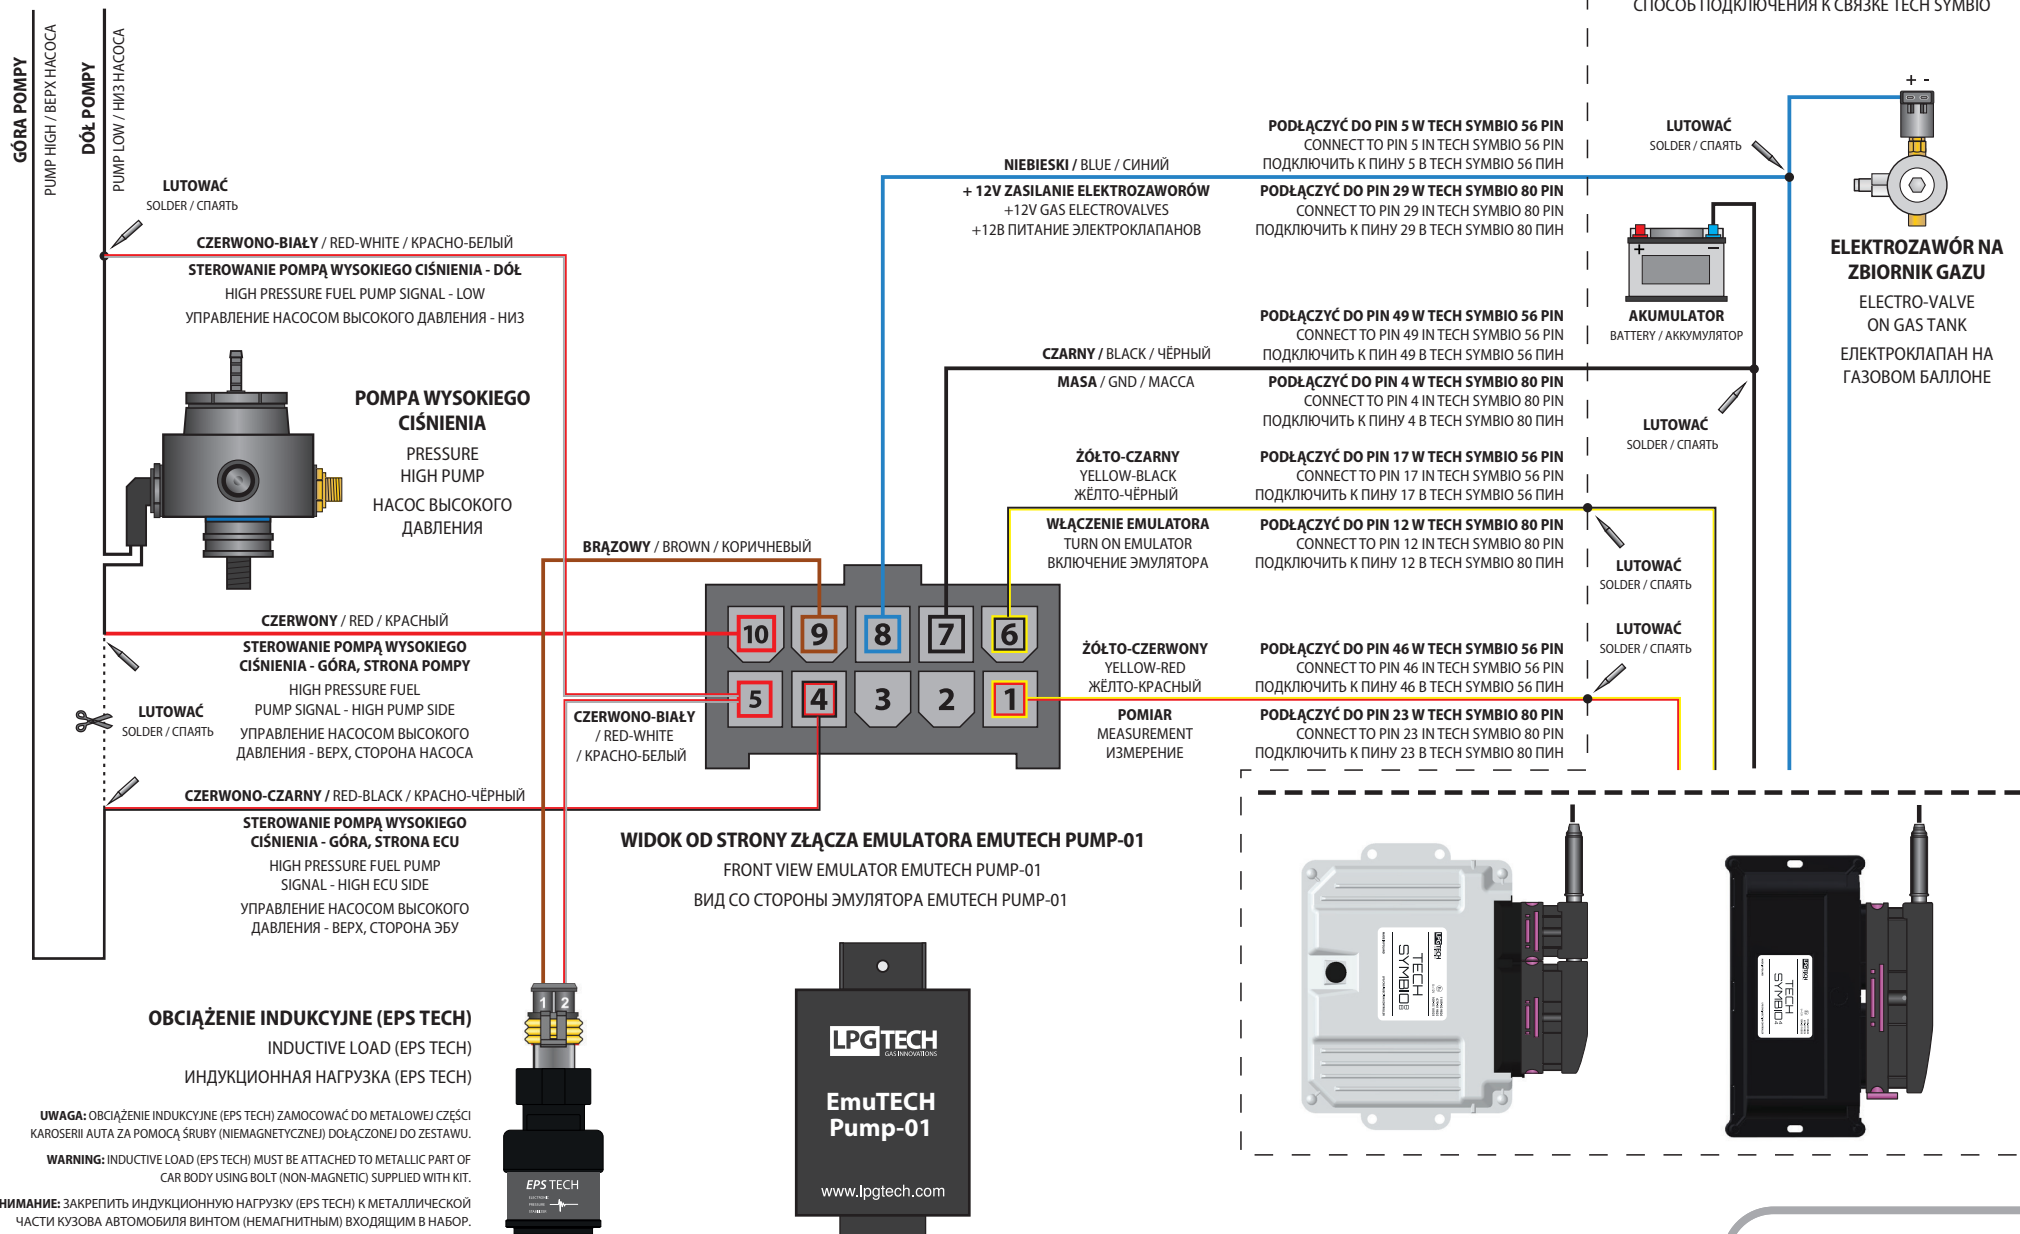 СПОСОБ ПОДКЛЮЧЕНИЯ К СВЯЗКЕ TECH SYMBIO
GÓRA POMPY
PUMP HIGH / ВЕРХ НАСОСА
DÓŁ POMPY
PUMP LOW / НИЗ НАСОСА
LUTOWAĆ
SOLDER / СПАЯТЬ
CZERWONO-BIAŁY / RED-WHITE / КРАСНО-БЕЛЫЙ
STEROWANIE POMPĄ WYSOKIEGO CIŚNIENIA - DÓŁ
HIGH PRESSURE FUEL PUMP SIGNAL - LOW
УПРАВЛЕНИЕ НАСОСОМ ВЫСОКОГО ДАВЛЕНИЯ - НИЗ
POMPA WYSOKIEGO
CIŚNIENIA
PRESSURE
HIGH PUMP
НАСОС ВЫСОКОГО
ДАВЛЕНИЯ
NIEBIESKI / BLUE / СИНИЙ
+ 12V ZASILANIE ELEKTROZAWORÓW
+12V GAS ELECTROVALVES
+12В ПИТАНИЕ ЭЛЕКТРОКЛАПАНОВ
PODŁĄCZYĆ DO PIN 5 W TECH SYMBIO 56 PIN
CONNECT TO PIN 5 IN TECH SYMBIO 56 PIN
ПОДКЛЮЧИТЬ К ПИНУ 5 В TECH SYMBIO 56 ПИН
PODŁĄCZYĆ DO PIN 29 W TECH SYMBIO 80 PIN
CONNECT TO PIN 29 IN TECH SYMBIO 80 PIN
ПОДКЛЮЧИТЬ К ПИНУ 29 В TECH SYMBIO 80 ПИН
LUTOWAĆ
SOLDER / СПАЯТЬ
+ -
+ −
AKUMULATOR
BATTERY / АККУМУЛЯТОР
ELEKTROZAWÓR NA
ZBIORNIK GAZU
ELECTRO-VALVE
ON GAS TANK
ЕЛЕКТРОКЛАПАН НА
ГАЗОВОМ БАЛЛОНЕ
CZARNY / BLACK / ЧЁРНЫЙ
MASA / GND / МАССА
PODŁĄCZYĆ DO PIN 49 W TECH SYMBIO 56 PIN
CONNECT TO PIN 49 IN TECH SYMBIO 56 PIN
ПОДКЛЮЧИТЬ К ПИН 49 В TECH SYMBIO 56 ПИН
PODŁĄCZYĆ DO PIN 4 W TECH SYMBIO 80 PIN
CONNECT TO PIN 4 IN TECH SYMBIO 80 PIN
ПОДКЛЮЧИТЬ К ПИНУ 4 В TECH SYMBIO 80 ПИН
LUTOWAĆ
SOLDER / СПАЯТЬ
ŻÓŁTO-CZARNY
YELLOW-BLACK
ЖЁЛТО-ЧЁРНЫЙ
WŁĄCZENIE EMULATORA
TURN ON EMULATOR
ВКЛЮЧЕНИЕ ЭМУЛЯТОРА
PODŁĄCZYĆ DO PIN 17 W TECH SYMBIO 56 PIN
CONNECT TO PIN 17 IN TECH SYMBIO 56 PIN
ПОДКЛЮЧИТЬ К ПИНУ 17 В TECH SYMBIO 56 ПИН
PODŁĄCZYĆ DO PIN 12 W TECH SYMBIO 80 PIN
CONNECT TO PIN 12 IN TECH SYMBIO 80 PIN
ПОДКЛЮЧИТЬ К ПИНУ 12 В TECH SYMBIO 80 ПИН
LUTOWAĆ
SOLDER / СПАЯТЬ
BRĄZOWY / BROWN / КОРИЧНЕВЫЙ
10 9 8 7 6
5 4 3 2 1
CZERWONY / RED / КРАСНЫЙ
STEROWANIE POMPĄ WYSOKIEGO
CIŚNIENIA - GÓRA, STRONA POMPY
HIGH PRESSURE FUEL
PUMP SIGNAL - HIGH PUMP SIDE
УПРАВЛЕНИЕ НАСОСОМ ВЫСОКОГО
ДАВЛЕНИЯ - ВЕРХ, СТОРОНА НАСОСА
LUTOWAĆ
SOLDER / СПАЯТЬ
CZERWONO-BIAŁY
/ RED-WHITE
/ КРАСНО-БЕЛЫЙ
ŻÓŁTO-CZERWONY
YELLOW-RED
ЖЁЛТО-КРАСНЫЙ
POMIAR
MEASUREMENT
ИЗМЕРЕНИЕ
PODŁĄCZYĆ DO PIN 46 W TECH SYMBIO 56 PIN
CONNECT TO PIN 46 IN TECH SYMBIO 56 PIN
ПОДКЛЮЧИТЬ К ПИНУ 46 В TECH SYMBIO 56 ПИН
PODŁĄCZYĆ DO PIN 23 W TECH SYMBIO 80 PIN
CONNECT TO PIN 23 IN TECH SYMBIO 80 PIN
ПОДКЛЮЧИТЬ К ПИНУ 23 В TECH SYMBIO 80 ПИН
LUTOWAĆ
SOLDER / СПАЯТЬ
CZERWONO-CZARNY / RED-BLACK / КРАСНО-ЧЁРНЫЙ
STEROWANIE POMPĄ WYSOKIEGO
CIŚNIENIA - GÓRA, STRONA ECU
HIGH PRESSURE FUEL PUMP
SIGNAL - HIGH ECU SIDE
УПРАВЛЕНИЕ НАСОСОМ ВЫСОКОГО
ДАВЛЕНИЯ - ВЕРХ, СТОРОНА ЭБУ
WIDOK OD STRONY ZŁĄCZA EMULATORA EMUTECH PUMP-01
FRONT VIEW EMULATOR EMUTECH PUMP-01
ВИД СО СТОРОНЫ ЭМУЛЯТОРА EMUTECH PUMP-01
1 2
OBCIĄŻENIE INDUKCYJNE (EPS TECH)
INDUCTIVE LOAD (EPS TECH)
ИНДУКЦИОННАЯ НАГРУЗКА (EPS TECH)
UWAGA: OBCIĄŻENIE INDUKCYJNE (EPS TECH) ZAMOCOWAĆ DO METALOWEJ CZĘŚCI
KAROSERII AUTA ZA POMOCĄ ŚRUBY (NIEMAGNETYCZNEJ) DOŁĄCZONEJ DO ZESTAWU.
WARNING: INDUCTIVE LOAD (EPS TECH) MUST BE ATTACHED TO METALLIC PART OF
CAR BODY USING BOLT (NON-MAGNETIC) SUPPLIED WITH KIT.
НИМАНИЕ: ЗАКРЕПИТЬ ИНДУКЦИОННУЮ НАГРУЗКУ (EPS TECH) К МЕТАЛЛИЧЕСКОЙ
ЧАСТИ КУЗОВА АВТОМОБИЛЯ ВИНТОМ (НЕМАГНИТНЫМ) ВХОДЯЩИМ В НАБОР.
EPS TECH
LPGTECH
GAS INNOVATIONS
EmuTECH
Pump-01
www.lpgtech.com
LPGTECH
TECH
SYMBIO
LPGTECH
TECH
SYMBIO